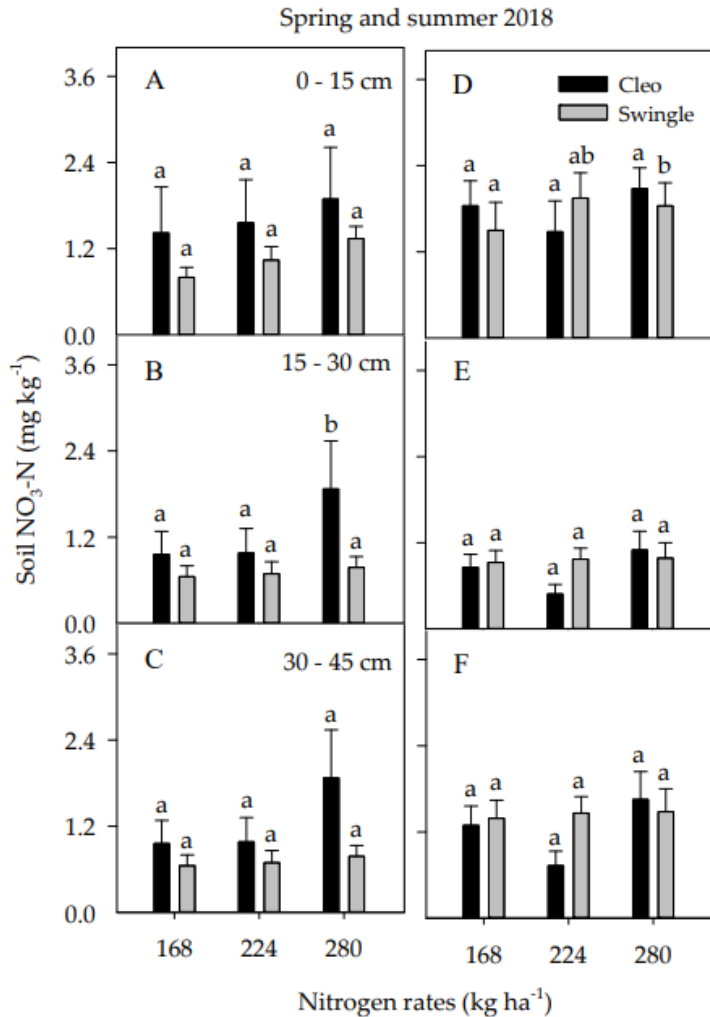 Spring and summer 2018
Soil NO3-N (mg kg-1)
A
0 - 15 cm
3.6
2.4
1.2
0.0
a
a
a
a
a
a
D
Cleo
Swingle
a
a
a
ab
a
b
B
15 - 30 cm
3.6
2.4
1.2
0.0
a
a
a
a
b
a
E
a
a
a
a
a
a
C
30 - 45 cm
3.6
2.4
1.2
0.0
a
a
a
a
a
a
F
a
a
a
a
a
a
168 224 280
168 224 280
Nitrogen rates (kg ha-1)